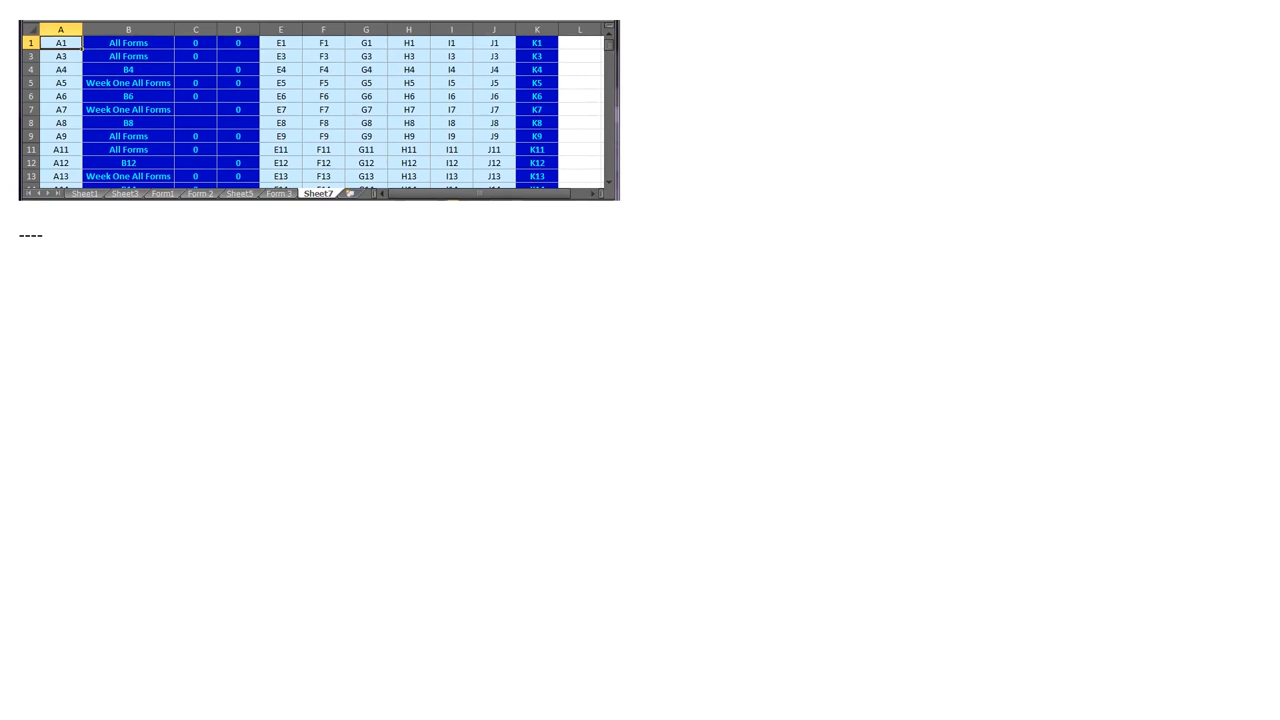 A B C D E F G H I J K L
1 A1 All Forms 0 0 E1 F1 G1 H1 I1 J1 K1
3 A3 All Forms 0 E3 F3 G3 H3 I3 J3 K3
4 A4 B4 0 E4 F4 G4 H4 I4 J4 K4
5 A5 Week One All Forms 0 0 E5 F5 G5 H5 I5 J5 K5
6 A6 B6 0 E6 F6 G6 H6 I6 J6 K6
7 A7 Week One All Forms 0 E7 F7 G7 H7 I7 J7 K7
8 A8 B8 E8 F8 G8 H8 I8 J8 K8
9 A9 All Forms 0 0 E9 F9 G9 H9 I9 J9 K9
11 A11 All Forms 0 E11 F11 G11 H11 I11 J11 K11
12 A12 B12 0 E12 F12 G12 H12 I12 J12 K12
13 A13 Week One All Forms 0 0 E13 F13 G13 H13 I13 J13 K13
Sheet1 Sheet3 Form1 Form 2 Sheet5 Form 3 Sheet7
----